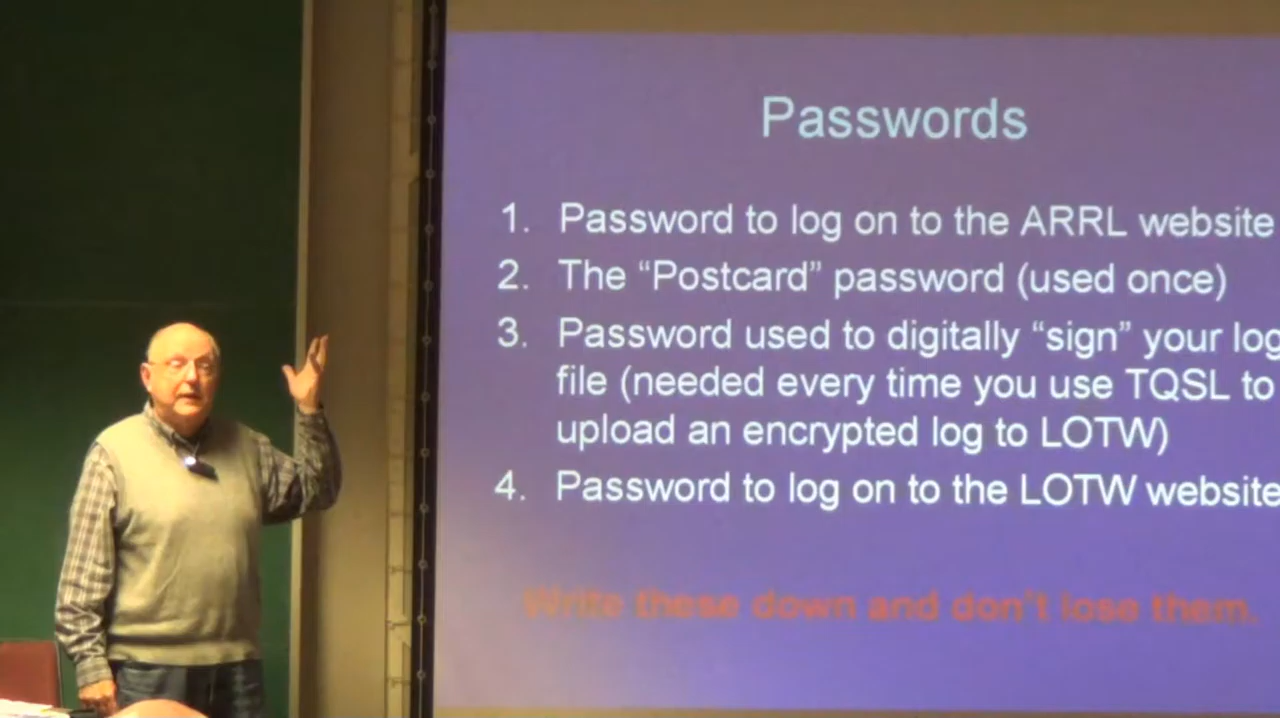 Passwords
1. Password to log on to the ARRL website
2. The “Postcard” password (used once)
3. Password used to digitally “sign” your log
file (needed every time you use TQSL to
upload an encrypted log to LOTW)
4. Password to log on to the LOTW website
Write these down and don't lose them.